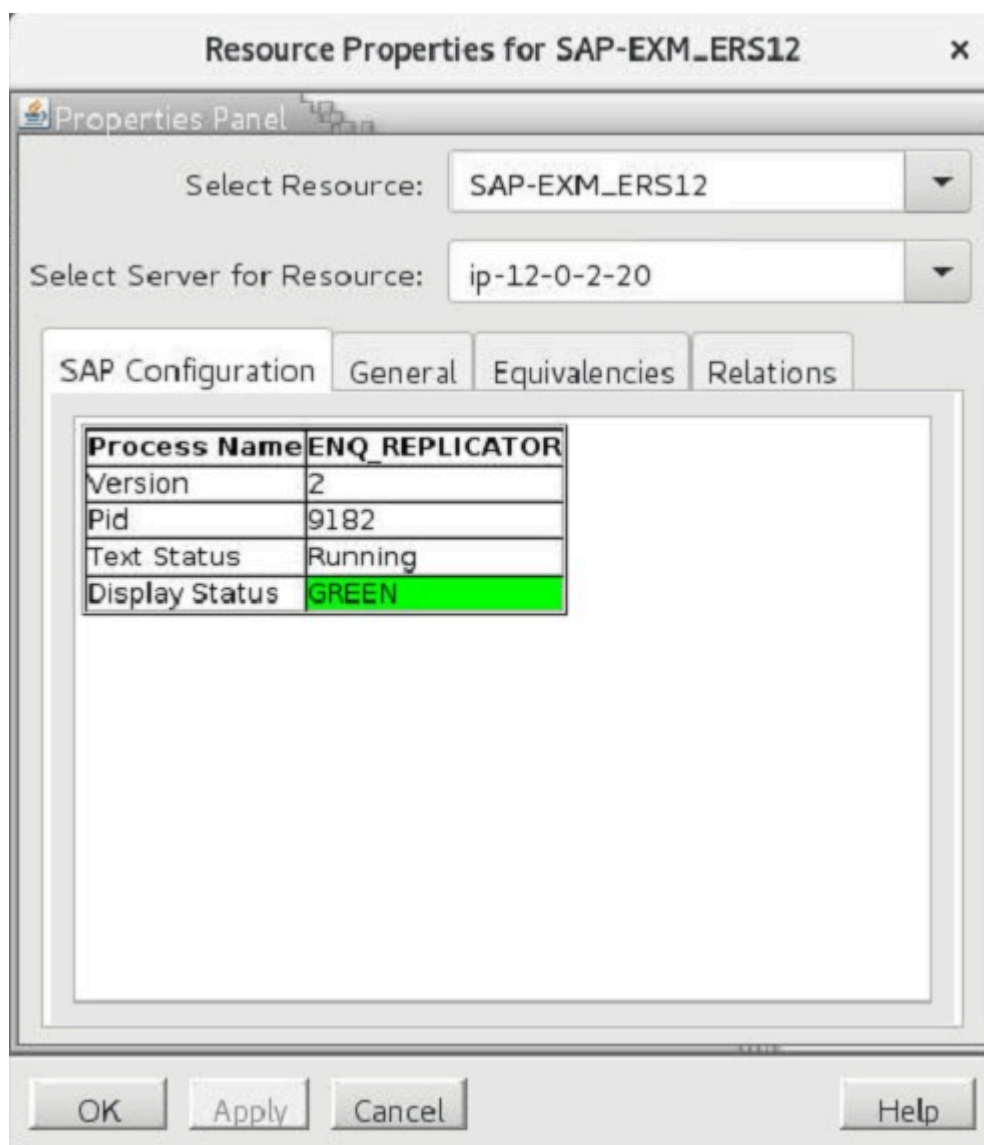 Resource Properties for SAP-EXM_ERS12 ×
Properties Panel
Select Resource: SAP-EXM_ERS12
Select Server for Resource: ip-12-0-2-20
SAP Configuration General Equivalencies Relations
Process Name ENQ_REPLICATOR
Version 2
Pid 9182
Text Status Running
Display Status GREEN
OK Apply Cancel Help